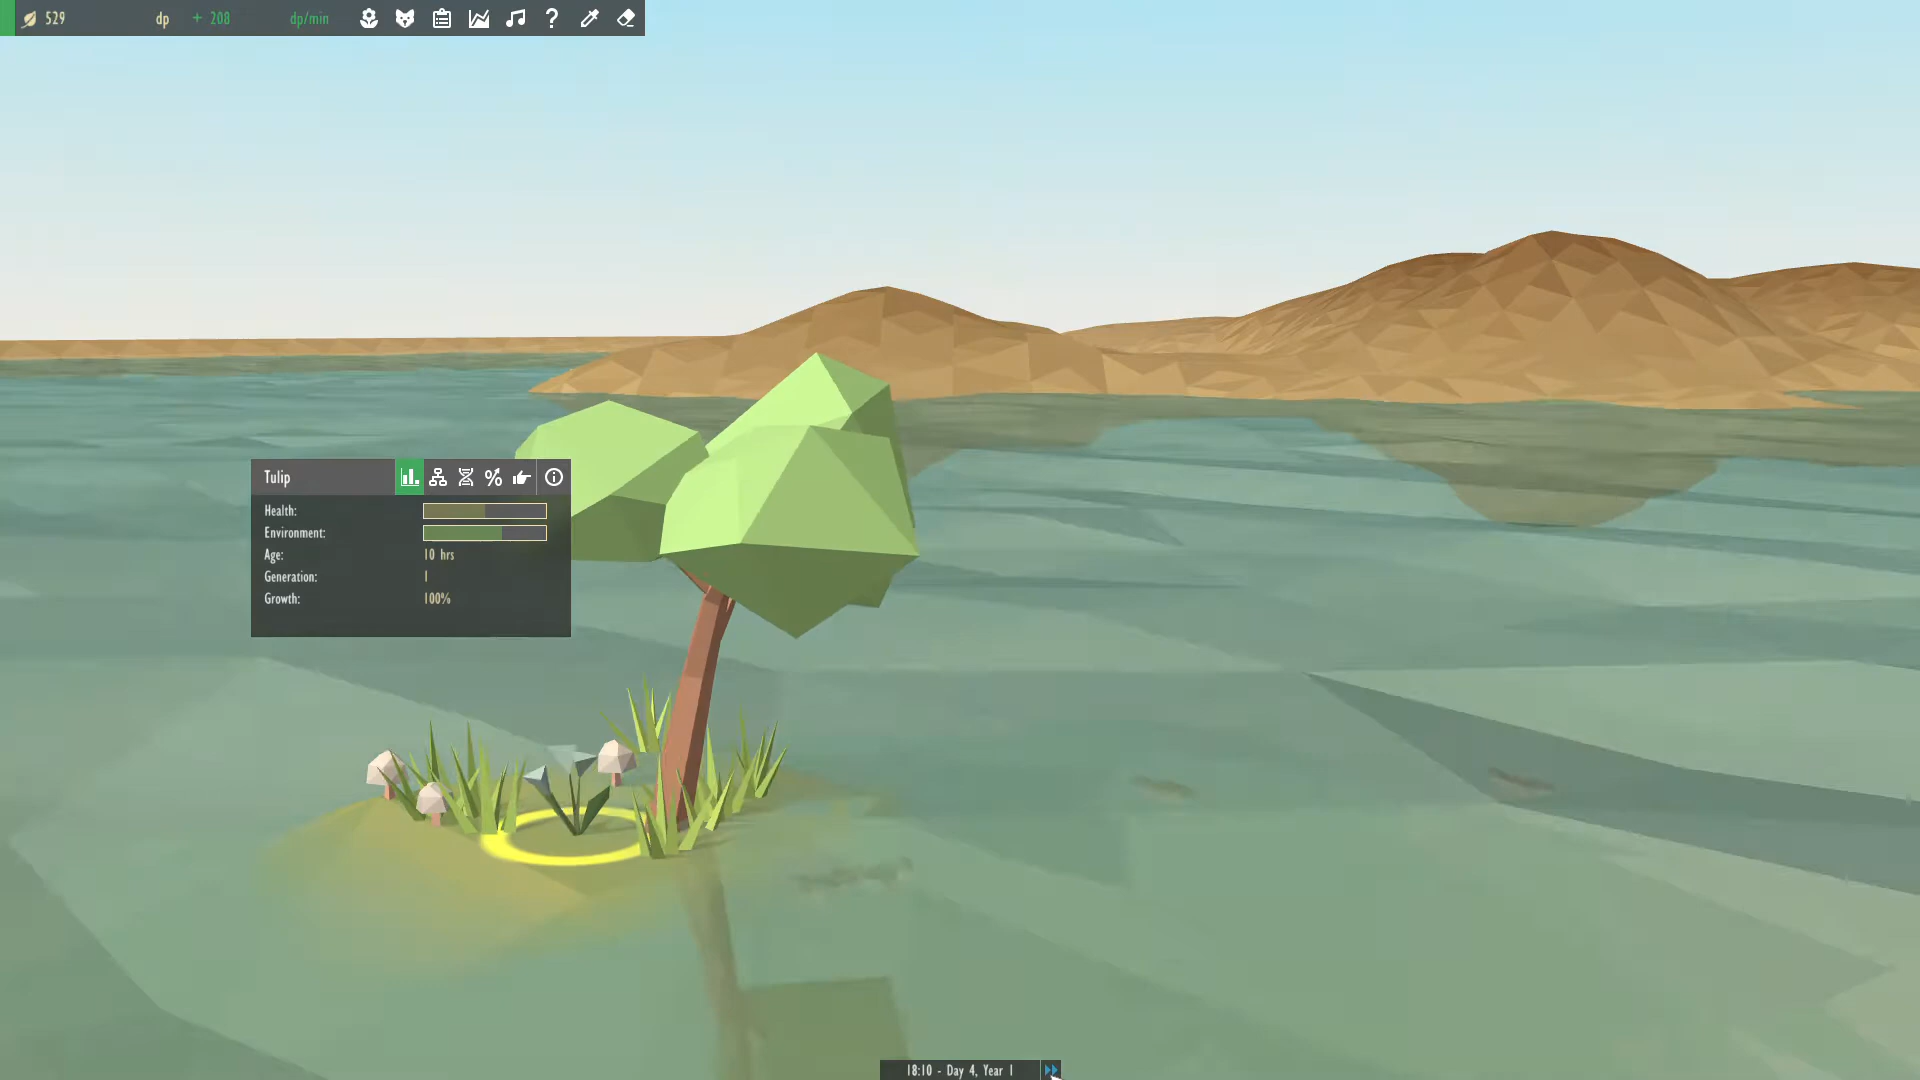 529 dp + 208 dp/min
Tulip
Health:
Environment:
Age: 10 hrs
Generation: 1
Growth: 100%
18:10 - Day 4, Year 1